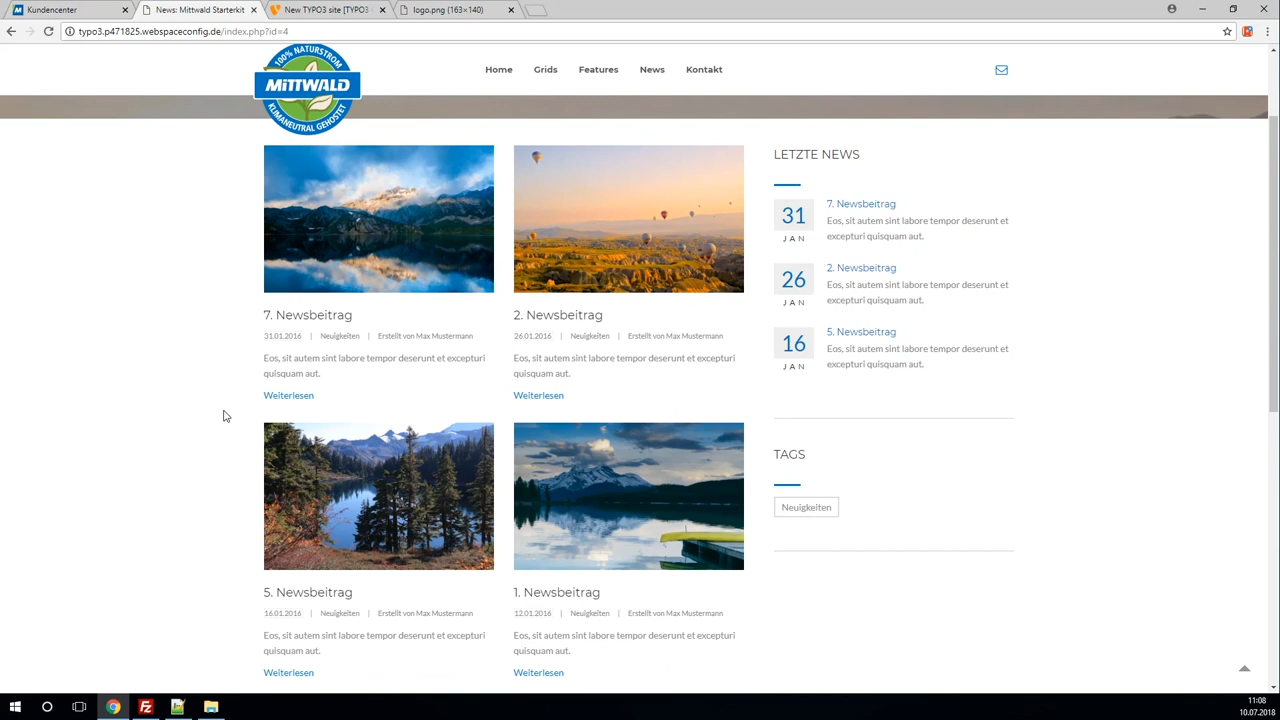 Kundencenter
News: Mittwald Starterkit
New TYPO3 site [TYPO3
logo.png (163×140)
typo3.p471825.webspaceconfig.de/index.php?id=4
100% NATURSTROM
MITTWALD
KLIMANEUTRAL GEHOSTET
Home
Grids
Features
News
Kontakt
7. Newsbeitrag
31.01.2016 | Neuigkeiten | Erstellt von Max Mustermann
Eos, sit autem sint labore tempor deserunt et excepturi
quisquam aut.
Weiterlesen
2. Newsbeitrag
26.01.2016 | Neuigkeiten | Erstellt von Max Mustermann
Eos, sit autem sint labore tempor deserunt et excepturi
quisquam aut.
Weiterlesen
5. Newsbeitrag
16.01.2016 | Neuigkeiten | Erstellt von Max Mustermann
Eos, sit autem sint labore tempor deserunt et excepturi
quisquam aut.
Weiterlesen
1. Newsbeitrag
12.01.2016 | Neuigkeiten | Erstellt von Max Mustermann
Eos, sit autem sint labore tempor deserunt et excepturi
quisquam aut.
Weiterlesen
LETZTE NEWS
31
JAN
7. Newsbeitrag
Eos, sit autem sint labore tempor deserunt et
excepturi quisquam aut.
26
JAN
2. Newsbeitrag
Eos, sit autem sint labore tempor deserunt et
excepturi quisquam aut.
16
JAN
5. Newsbeitrag
Eos, sit autem sint labore tempor deserunt et
excepturi quisquam aut.
TAGS
Neuigkeiten
11:08
10.07.2018